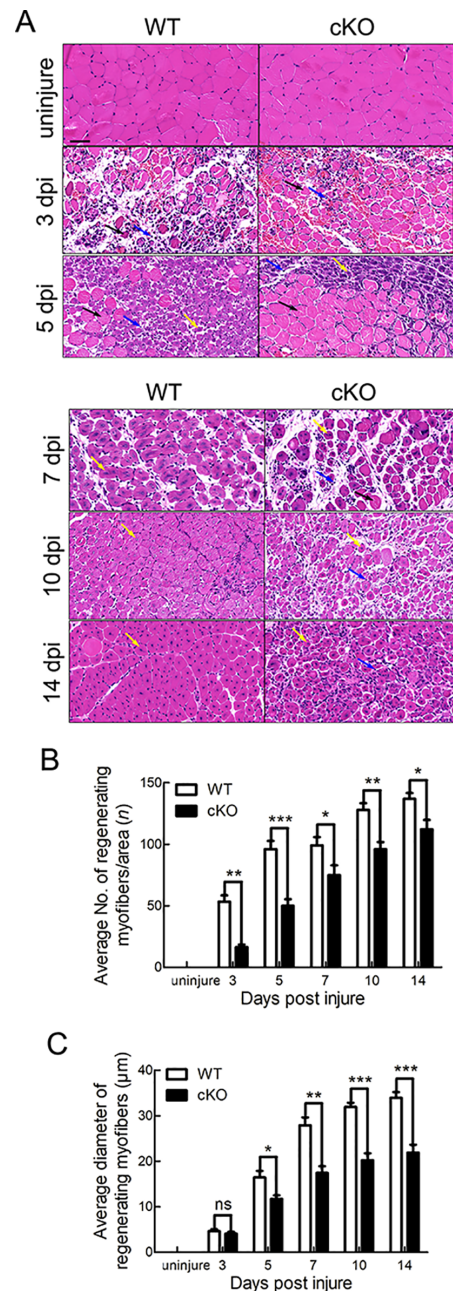 A
WT cKO
uninjure
3 dpi
5 dpi
WT cKO
7 dpi
10 dpi
14 dpi
B
Average No. of regenerating
myofibers/area (n)
150
100
50
0
WT
cKO
** *** * ** *
uninjure 3 5 7 10 14
Days post injure
C
Average diameter of
regenerating myofibers (μm)
40
30
20
10
0
WT
cKO
ns * ** *** ***
uninjure 3 5 7 10 14
Days post injure